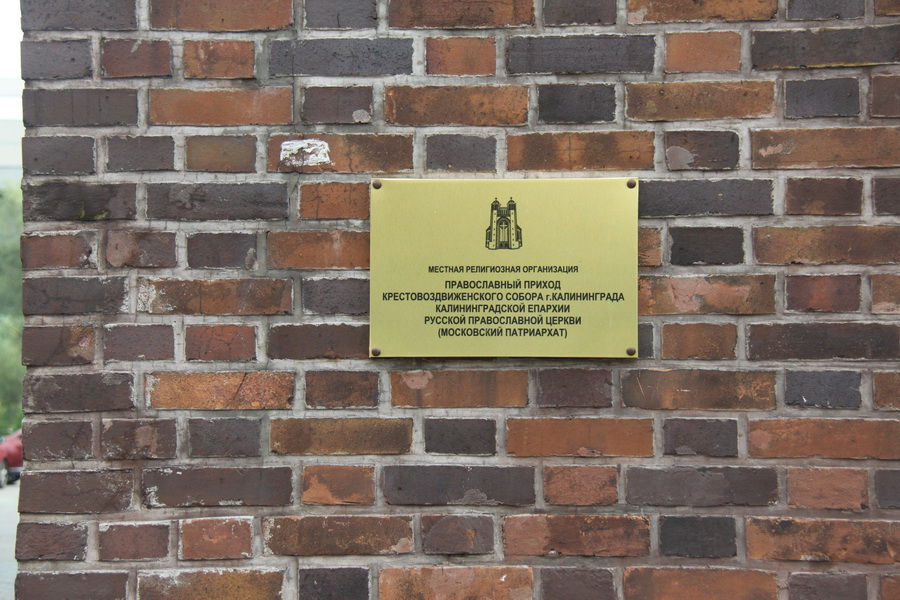 МЕСТНАЯ РЕЛИГИОЗНАЯ ОРГАНИЗАЦИЯ
ПРАВОСЛАВНЫЙ ПРИХОД
КРЕСТОВОЗДВИЖЕНСКОГО СОБОРА г.КАЛИНИНГРАДА
КАЛИНИНГРАДСКОЙ ЕПАРХИИ
РУССКОЙ ПРАВОСЛАВНОЙ ЦЕРКВИ
(МОСКОВСКИЙ ПАТРИАРХАТ)